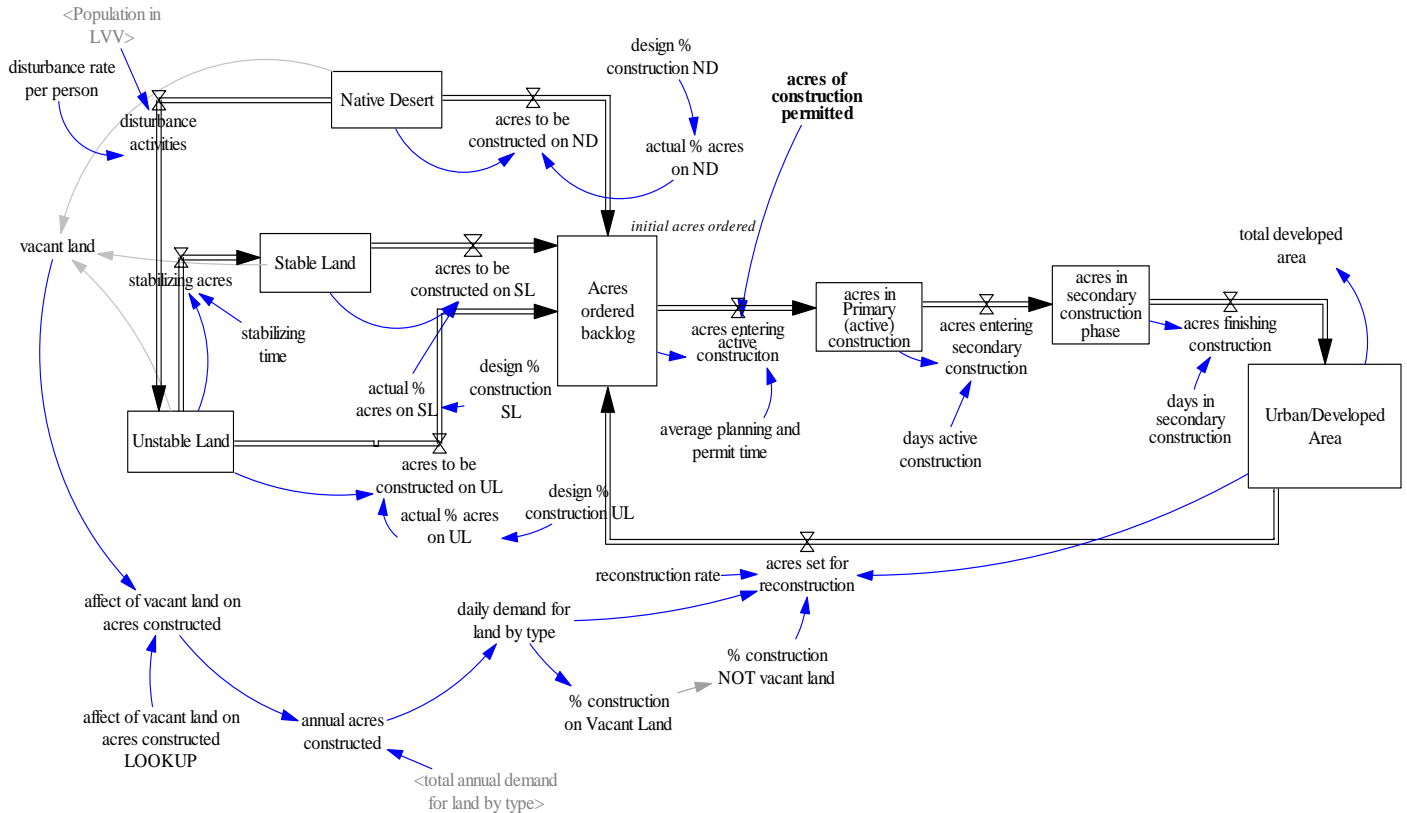 <Population in
LVV>
disturbance rate
per person
disturbance
activities
Native Desert
acres to be
constructed on ND
design %
construction ND
actual % acres
on ND
acres of
construction
permitted
vacant land
stabilizing acres
stabilizing
time
Stable Land
acres to be
constructed on SL
actual %
acres on SL
design %
construction
SL
initial acres ordered
Acres
ordered
backlog
acres entering
active
construciton
average planning and
permit time
acres in
Primary
(active)
construction
acres entering
secondary
construction
days active
construction
acres in
secondary
construction
phase
acres finishing
construction
days in
secondary
construction
total developed
area
Urban/Developed
Area
Unstable Land
acres to be
constructed on UL
actual % acres
on UL
design %
construction UL
reconstruction rate
acres set for
reconstruction
affect of vacant land on
acres constructed
daily demand for
land by type
% construction
NOT vacant land
% construction
on Vacant Land
affect of vacant land on
acres constructed
LOOKUP
annual acres
constructed
<total annual demand
for land by type>